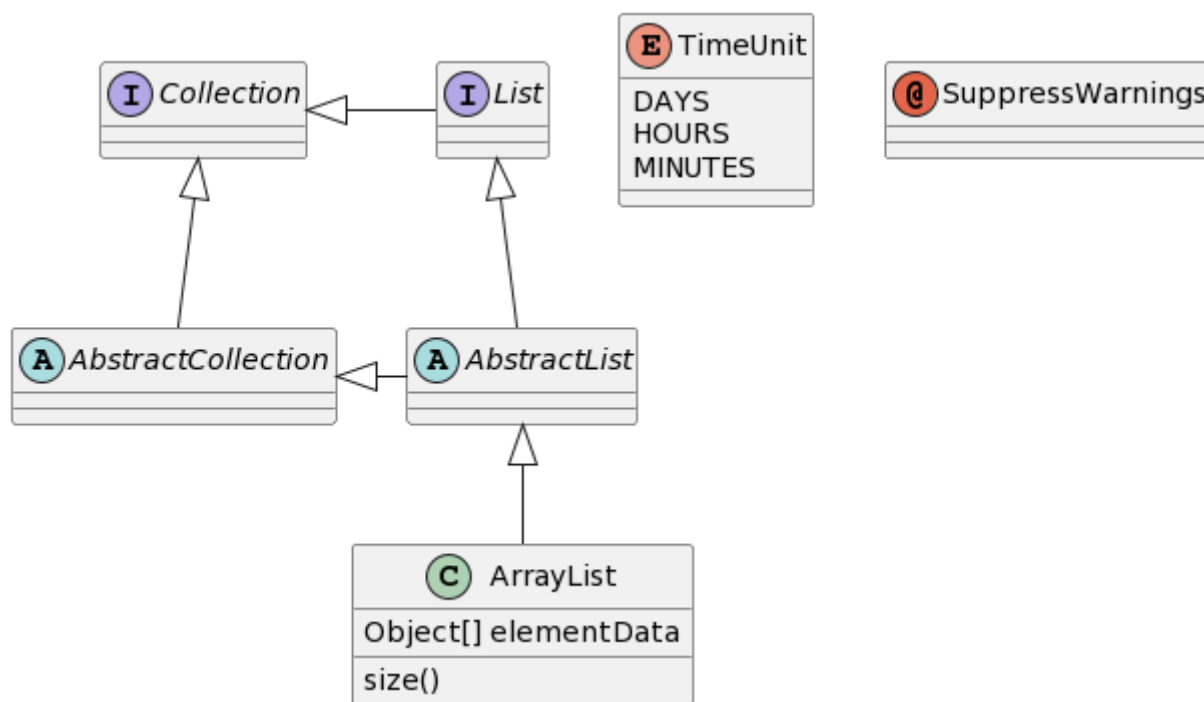 I Collection
I List
E TimeUnit
DAYS
HOURS
MINUTES
@ SuppressWarnings
A AbstractCollection
A AbstractList
C ArrayList
Object[] elementData
size()